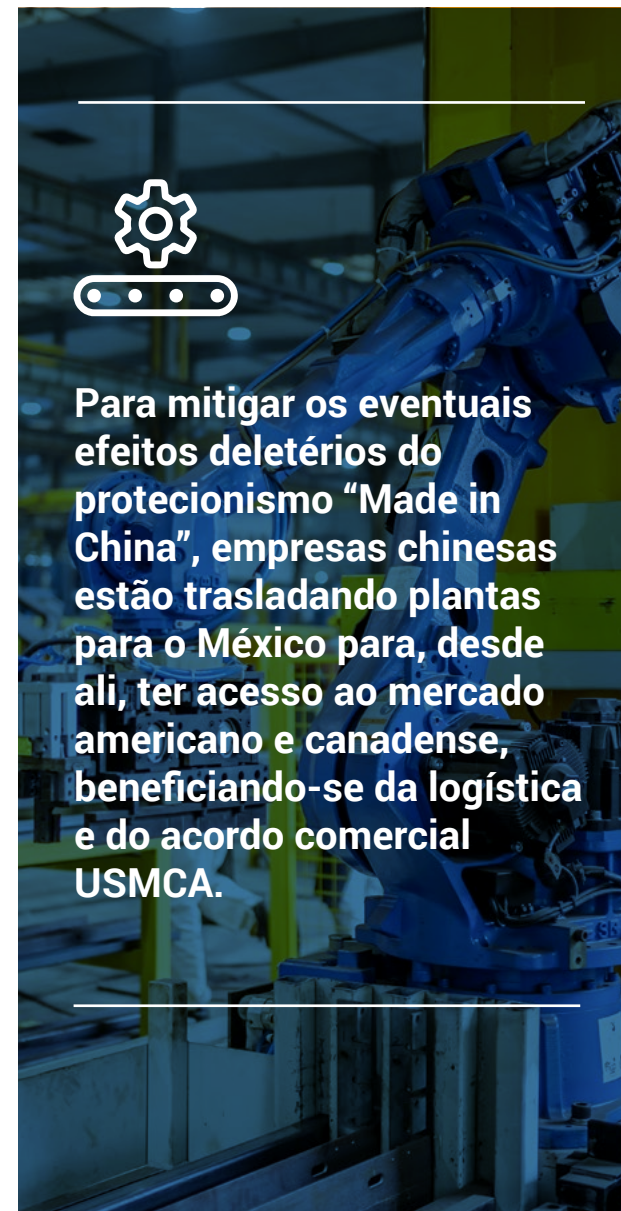 Para mitigar os eventuais
efeitos deletérios do
protecionismo “Made in
China”, empresas chinesas
estão trasladando plantas
para o México para, desde
ali, ter acesso ao mercado
americano e canadense,
beneficiando-se da logística
e do acordo comercial
USMCA.